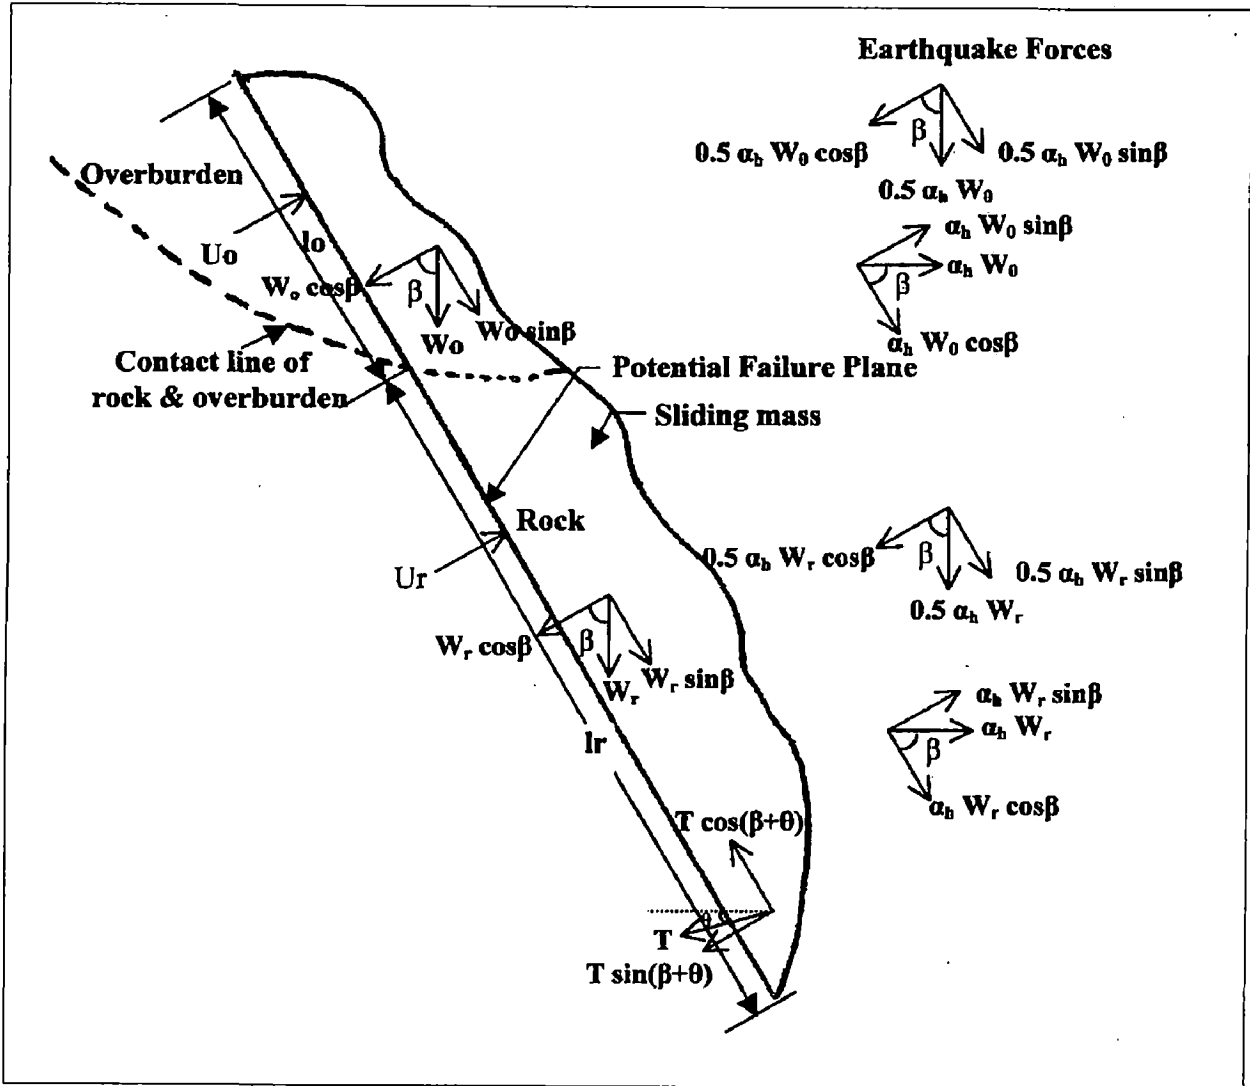 Earthquake Forces
β
0.5 αh W0 cosβ
0.5 αh W0 sinβ
0.5 αh W0
αh W0 sinβ
αh W0
β
αh W0 cosβ
Overburden
Uo
lo
Wo cosβ
β
Wo sinβ
Wo
Contact line of
rock & overburden
Potential Failure Plane
Sliding mass
Rock
Ur
0.5 αh Wr cosβ
β
0.5 αh Wr sinβ
0.5 αh Wr
Wr cosβ
β
Wr sinβ
Wr
lr
αh Wr sinβ
αh Wr
β
αh Wr cosβ
T cos(β+θ)
θ
T
T sin(β+θ)